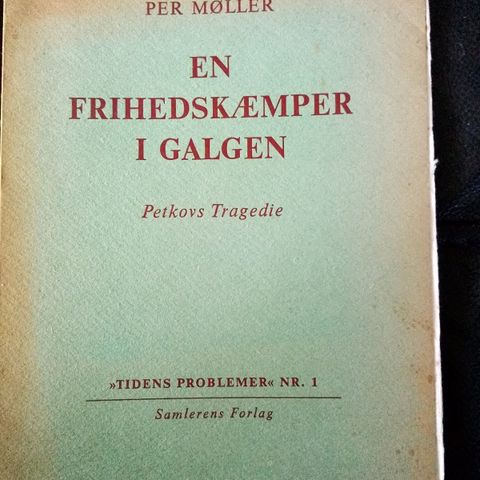 PER MØLLER
EN
FRIHEDSKÆMPER
I GALGEN
Petkovs Tragedie
»TIDENS PROBLEMER« NR. 1
Samlerens Forlag